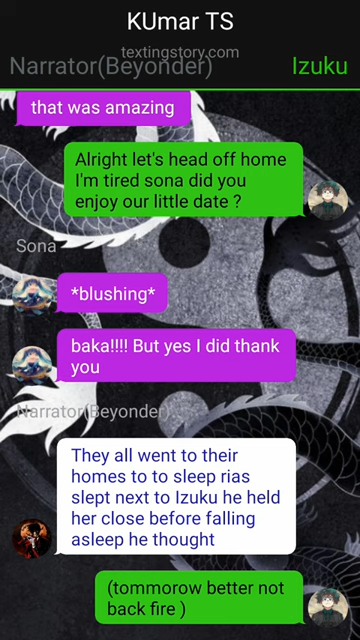 KUmar TS
textingstory.com
Narrator(Beyonder)
Izuku
that was amazing
Alright let's head off home
I'm tired sona did you
enjoy our little date ?
Sona
*blushing*
baka!!!! But yes I did thank
you
Narrator(Beyonder)
They all went to their
homes to to sleep rias
slept next to Izuku he held
her close before falling
asleep he thought
(tommorow better not
back fire )